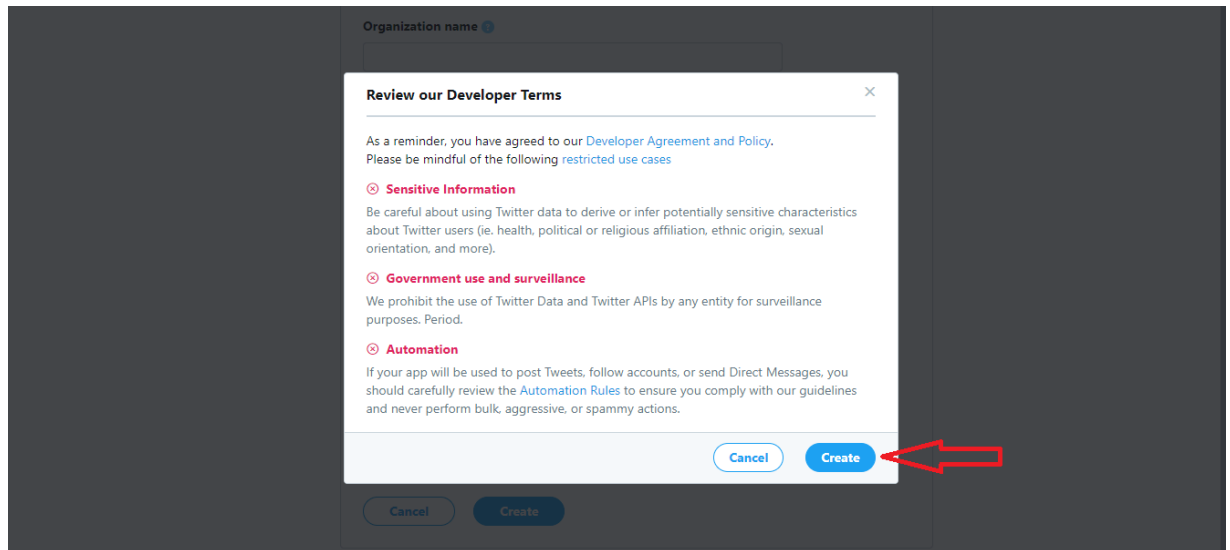 Organization name
Review our Developer Terms
As a reminder, you have agreed to our Developer Agreement and Policy.
Please be mindful of the following restricted use cases
Sensitive Information
Be careful about using Twitter data to derive or infer potentially sensitive characteristics
about Twitter users (ie. health, political or religious affiliation, ethnic origin, sexual
orientation, and more).
Government use and surveillance
We prohibit the use of Twitter Data and Twitter APIs by any entity for surveillance
purposes. Period.
Automation
If your app will be used to post Tweets, follow accounts, or send Direct Messages, you
should carefully review the Automation Rules to ensure you comply with our guidelines
and never perform bulk, aggressive, or spammy actions.
Cancel Create
Cancel Create